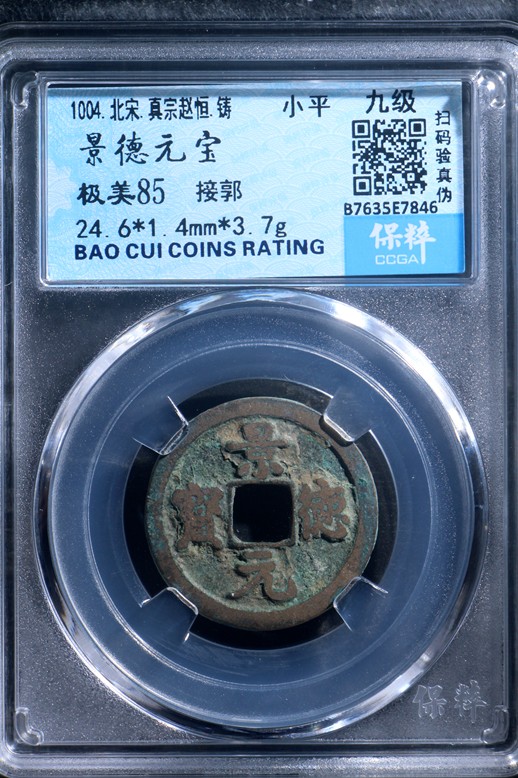 1004.北宋.真宗赵恒.铸 小平 九级
景德元宝
极美85 接郭
24.6*1.4mm*3.7g
BAO CUI COINS RATING
扫码验真伪
B7635E7846
保粹
CCGA
景德元寳
保粹